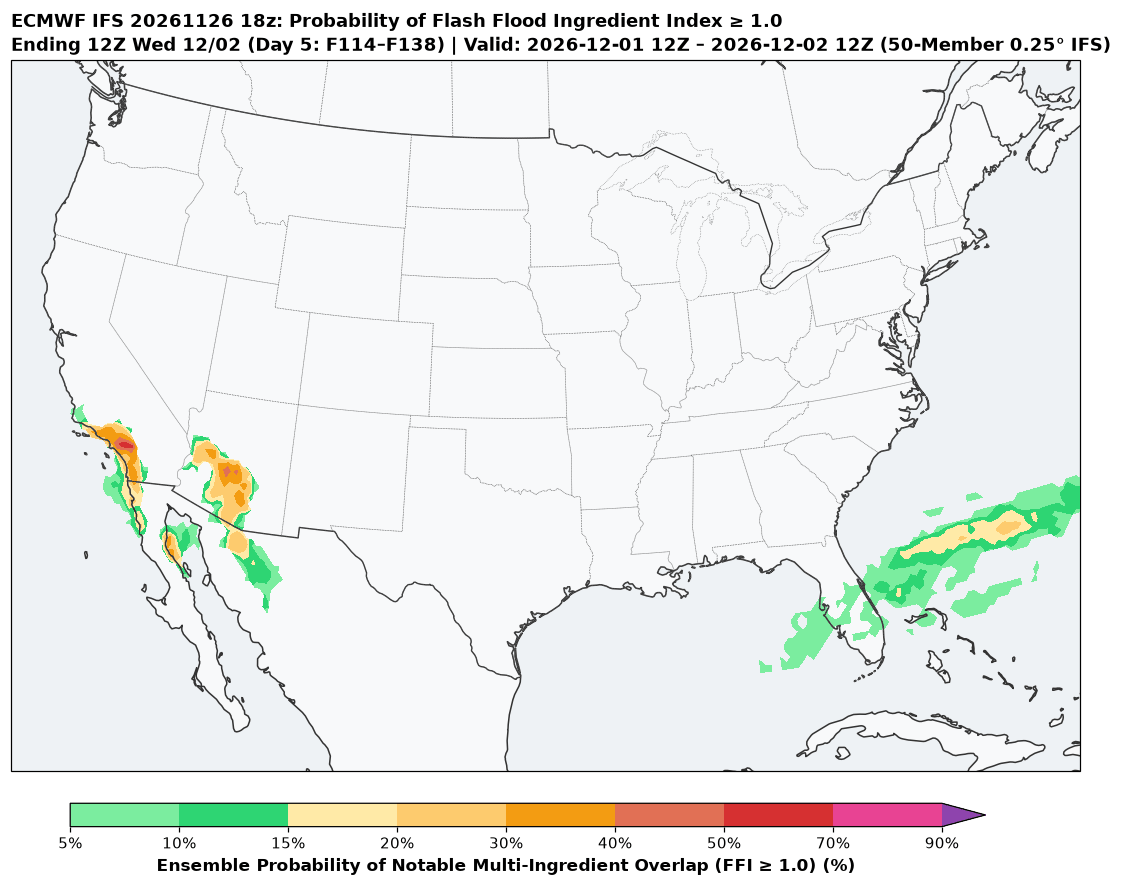 ECMWF IFS 20261126 18z: Probability of Flash Flood Ingredient Index ≥ 1.0
Ending 12Z Wed 12/02 (Day 5: F114–F138) | Valid: 2026-12-01 12Z – 2026-12-02 12Z (50-Member 0.25° IFS)
5% 10% 15% 20% 30% 40% 50% 70% 90%
Ensemble Probability of Notable Multi-Ingredient Overlap (FFI ≥ 1.0) (%)